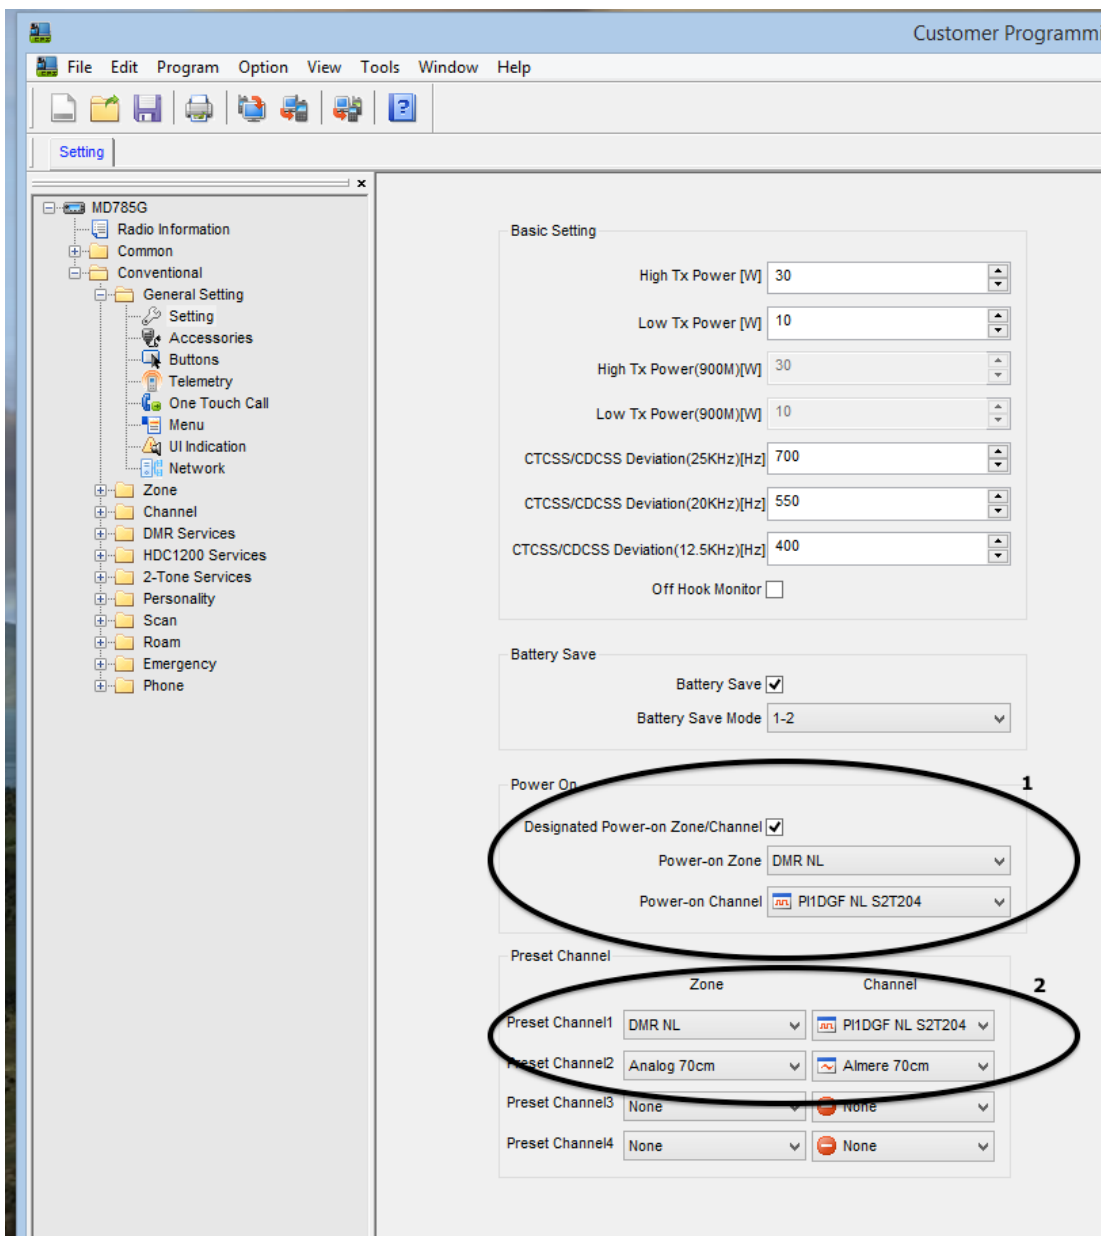 Customer Programmi
File Edit Program Option View Tools Window Help
Setting
x
MD785G
Radio Information
Common
Conventional
General Setting
Setting
Accessories
Buttons
Telemetry
One Touch Call
Menu
UI Indication
Network
Zone
Channel
DMR Services
HDC1200 Services
2-Tone Services
Personality
Scan
Roam
Emergency
Phone
Basic Setting
High Tx Power [W] 30
Low Tx Power [W] 10
High Tx Power(900M)[W] 30
Low Tx Power(900M)[W] 10
CTCSS/CDCSS Deviation(25KHz)[Hz] 700
CTCSS/CDCSS Deviation(20KHz)[Hz] 550
CTCSS/CDCSS Deviation(12.5KHz)[Hz] 400
Off Hook Monitor
Battery Save
Battery Save
Battery Save Mode 1-2
Power On 1
Designated Power-on Zone/Channel
Power-on Zone DMR NL
Power-on Channel PI1DGF NL S2T204
Preset Channel
Zone Channel 2
Preset Channel1 DMR NL PI1DGF NL S2T204
Preset Channel2 Analog 70cm Almere 70cm
Preset Channel3 None None
Preset Channel4 None None